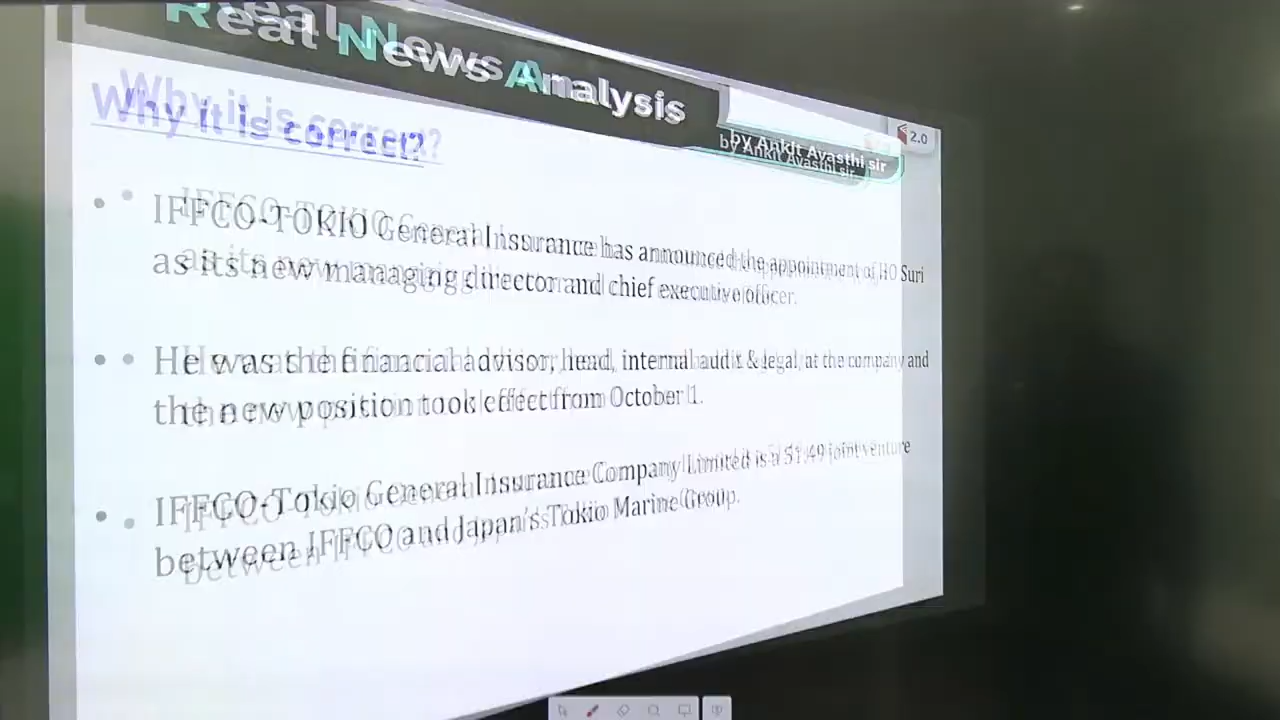 Real News Analysis
2.0
by Ankit Avasthi sir
Why it is correct?
• IFFCO-TOKIO General Insurance has announced the appointment of HO Suri
as its new managing director and chief executive officer.
• He was the financial advisor, head, internal audit & legal, at the company and
the new position took effect from October 1.
• IFFCO-Tokio General Insurance Company Limited is a 51:49 joint venture
between IFFCO and Japan's Tokio Marine Group.